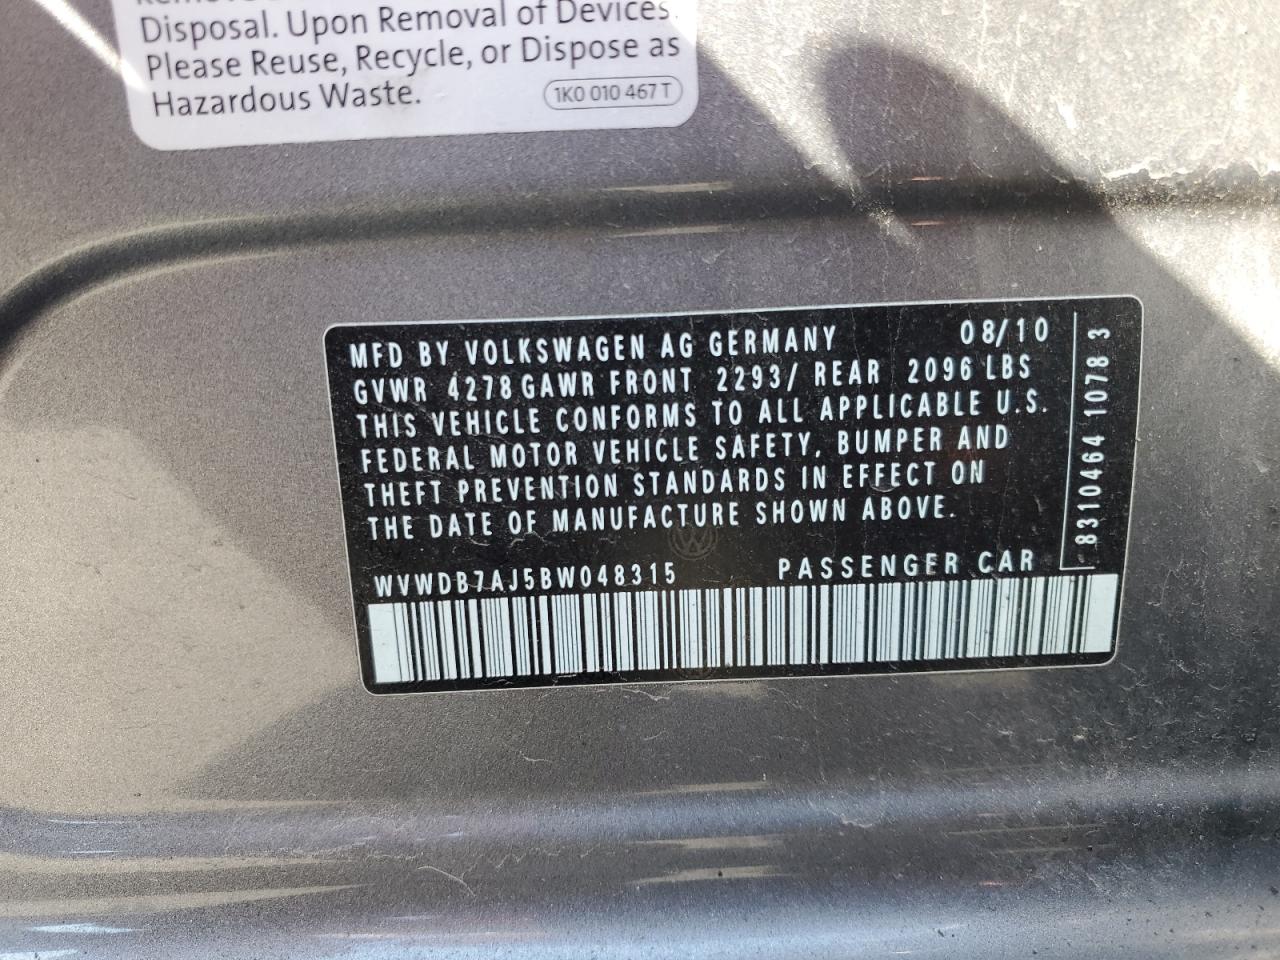 Disposal. Upon Removal of Devices
Please Reuse, Recycle, or Dispose as
Hazardous Waste.
1K0 010 467 T
MFD BY VOLKSWAGEN AG GERMANY 08/10
GVWR 4278 GAWR FRONT 2293/ REAR 2096 LBS
THIS VEHICLE CONFORMS TO ALL APPLICABLE U.S.
FEDERAL MOTOR VEHICLE SAFETY, BUMPER AND
THEFT PREVENTION STANDARDS IN EFFECT ON
THE DATE OF MANUFACTURE SHOWN ABOVE.
WVWDB7AJ5BW048315 PASSENGER CAR
8310464 1078 3